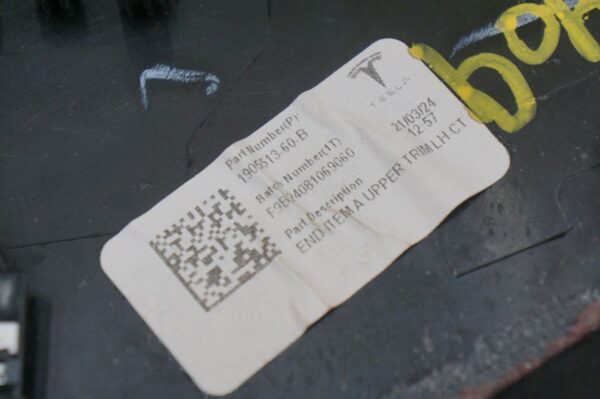 TESLA
Part Number(P)
1905513-60-B
21/03/24
12:57
Batch Number(1T)
F9B24081069060
Part Description
END ITEM A UPPER TRIM LH CT